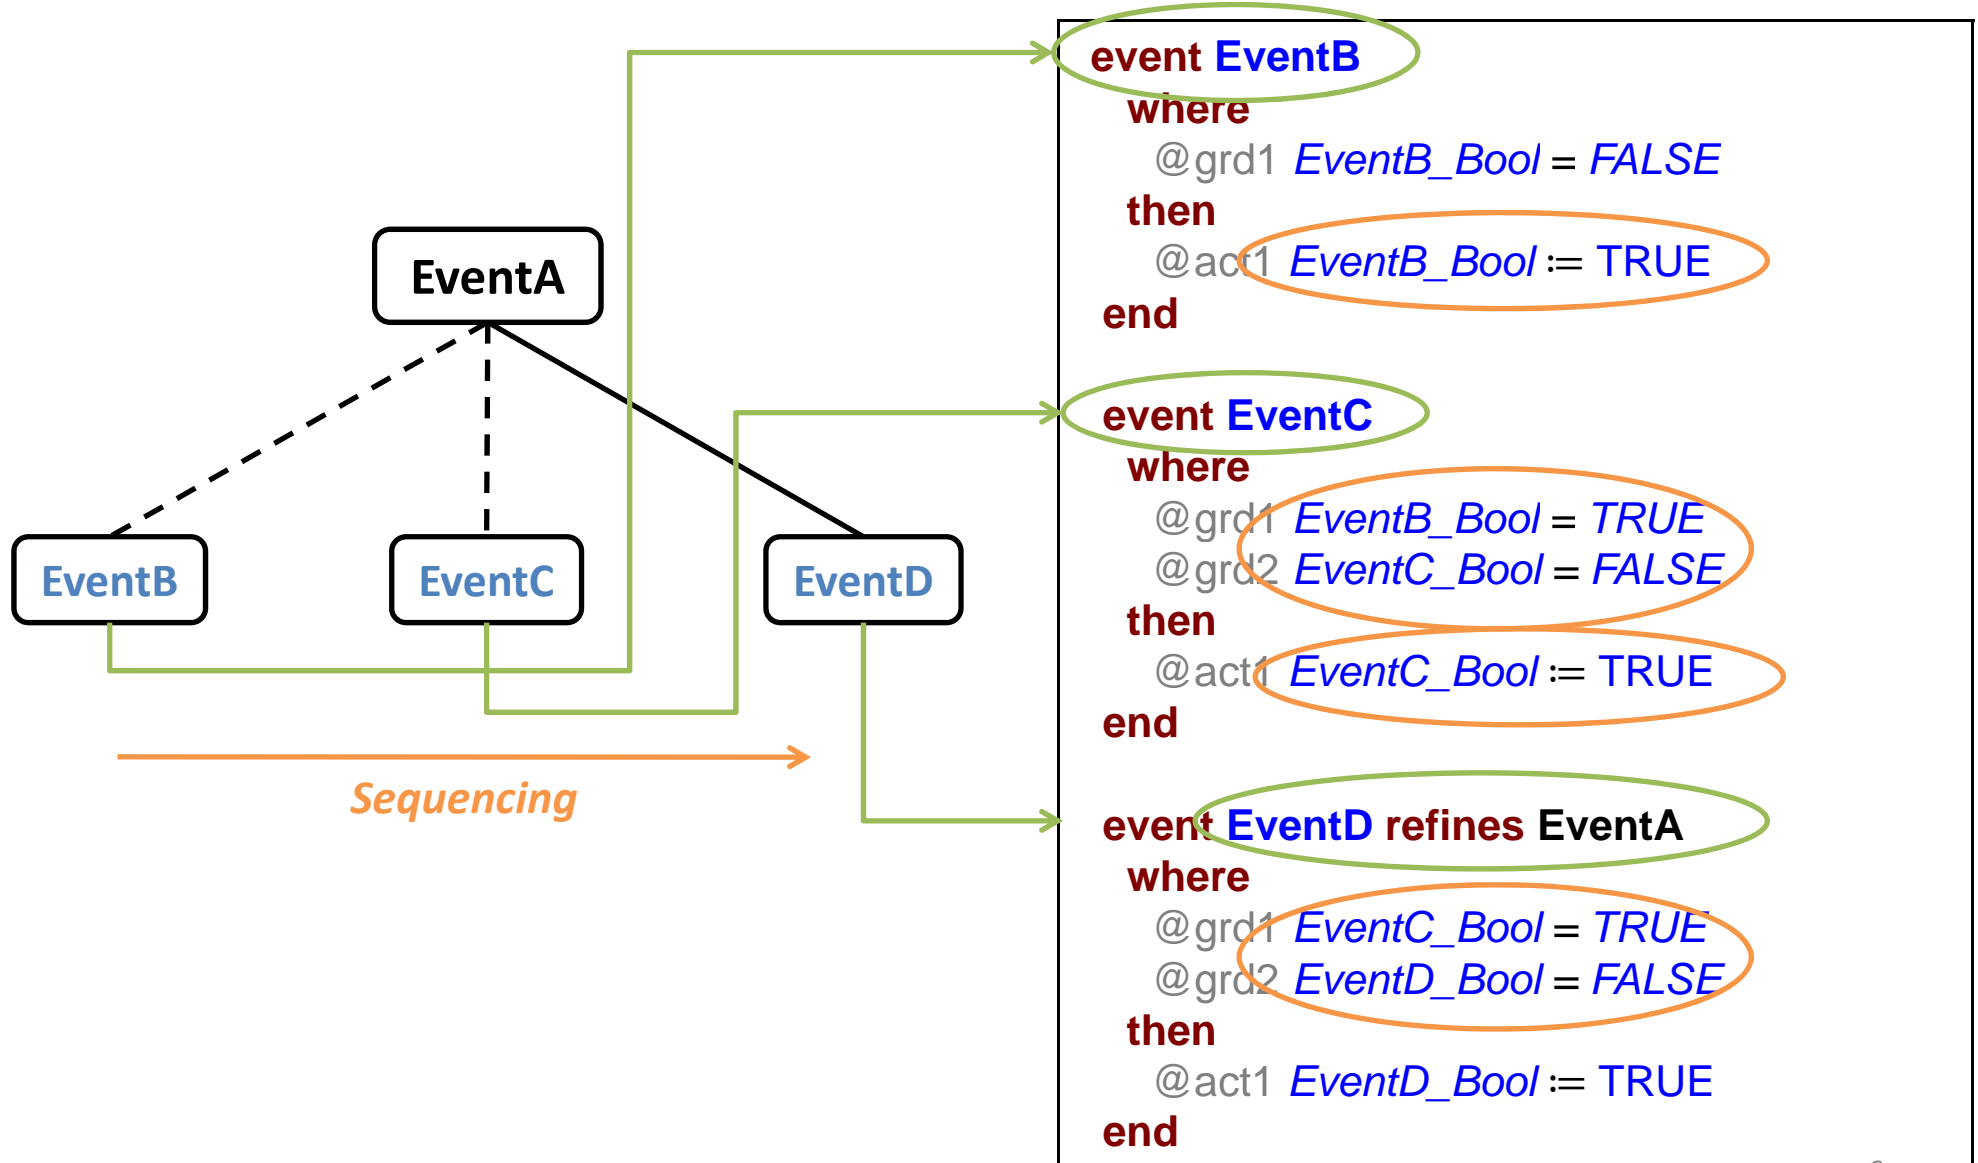 EventA
EventB
EventC
EventD
Sequencing
event EventB
where
@grd1 EventB_Bool = FALSE
then
@act1 EventB_Bool ≔ TRUE
end
event EventC
where
@grd1 EventB_Bool = TRUE
@grd2 EventC_Bool = FALSE
then
@act1 EventC_Bool ≔ TRUE
end
event EventD refines EventA
where
@grd1 EventC_Bool = TRUE
@grd2 EventD_Bool = FALSE
then
@act1 EventD_Bool ≔ TRUE
end